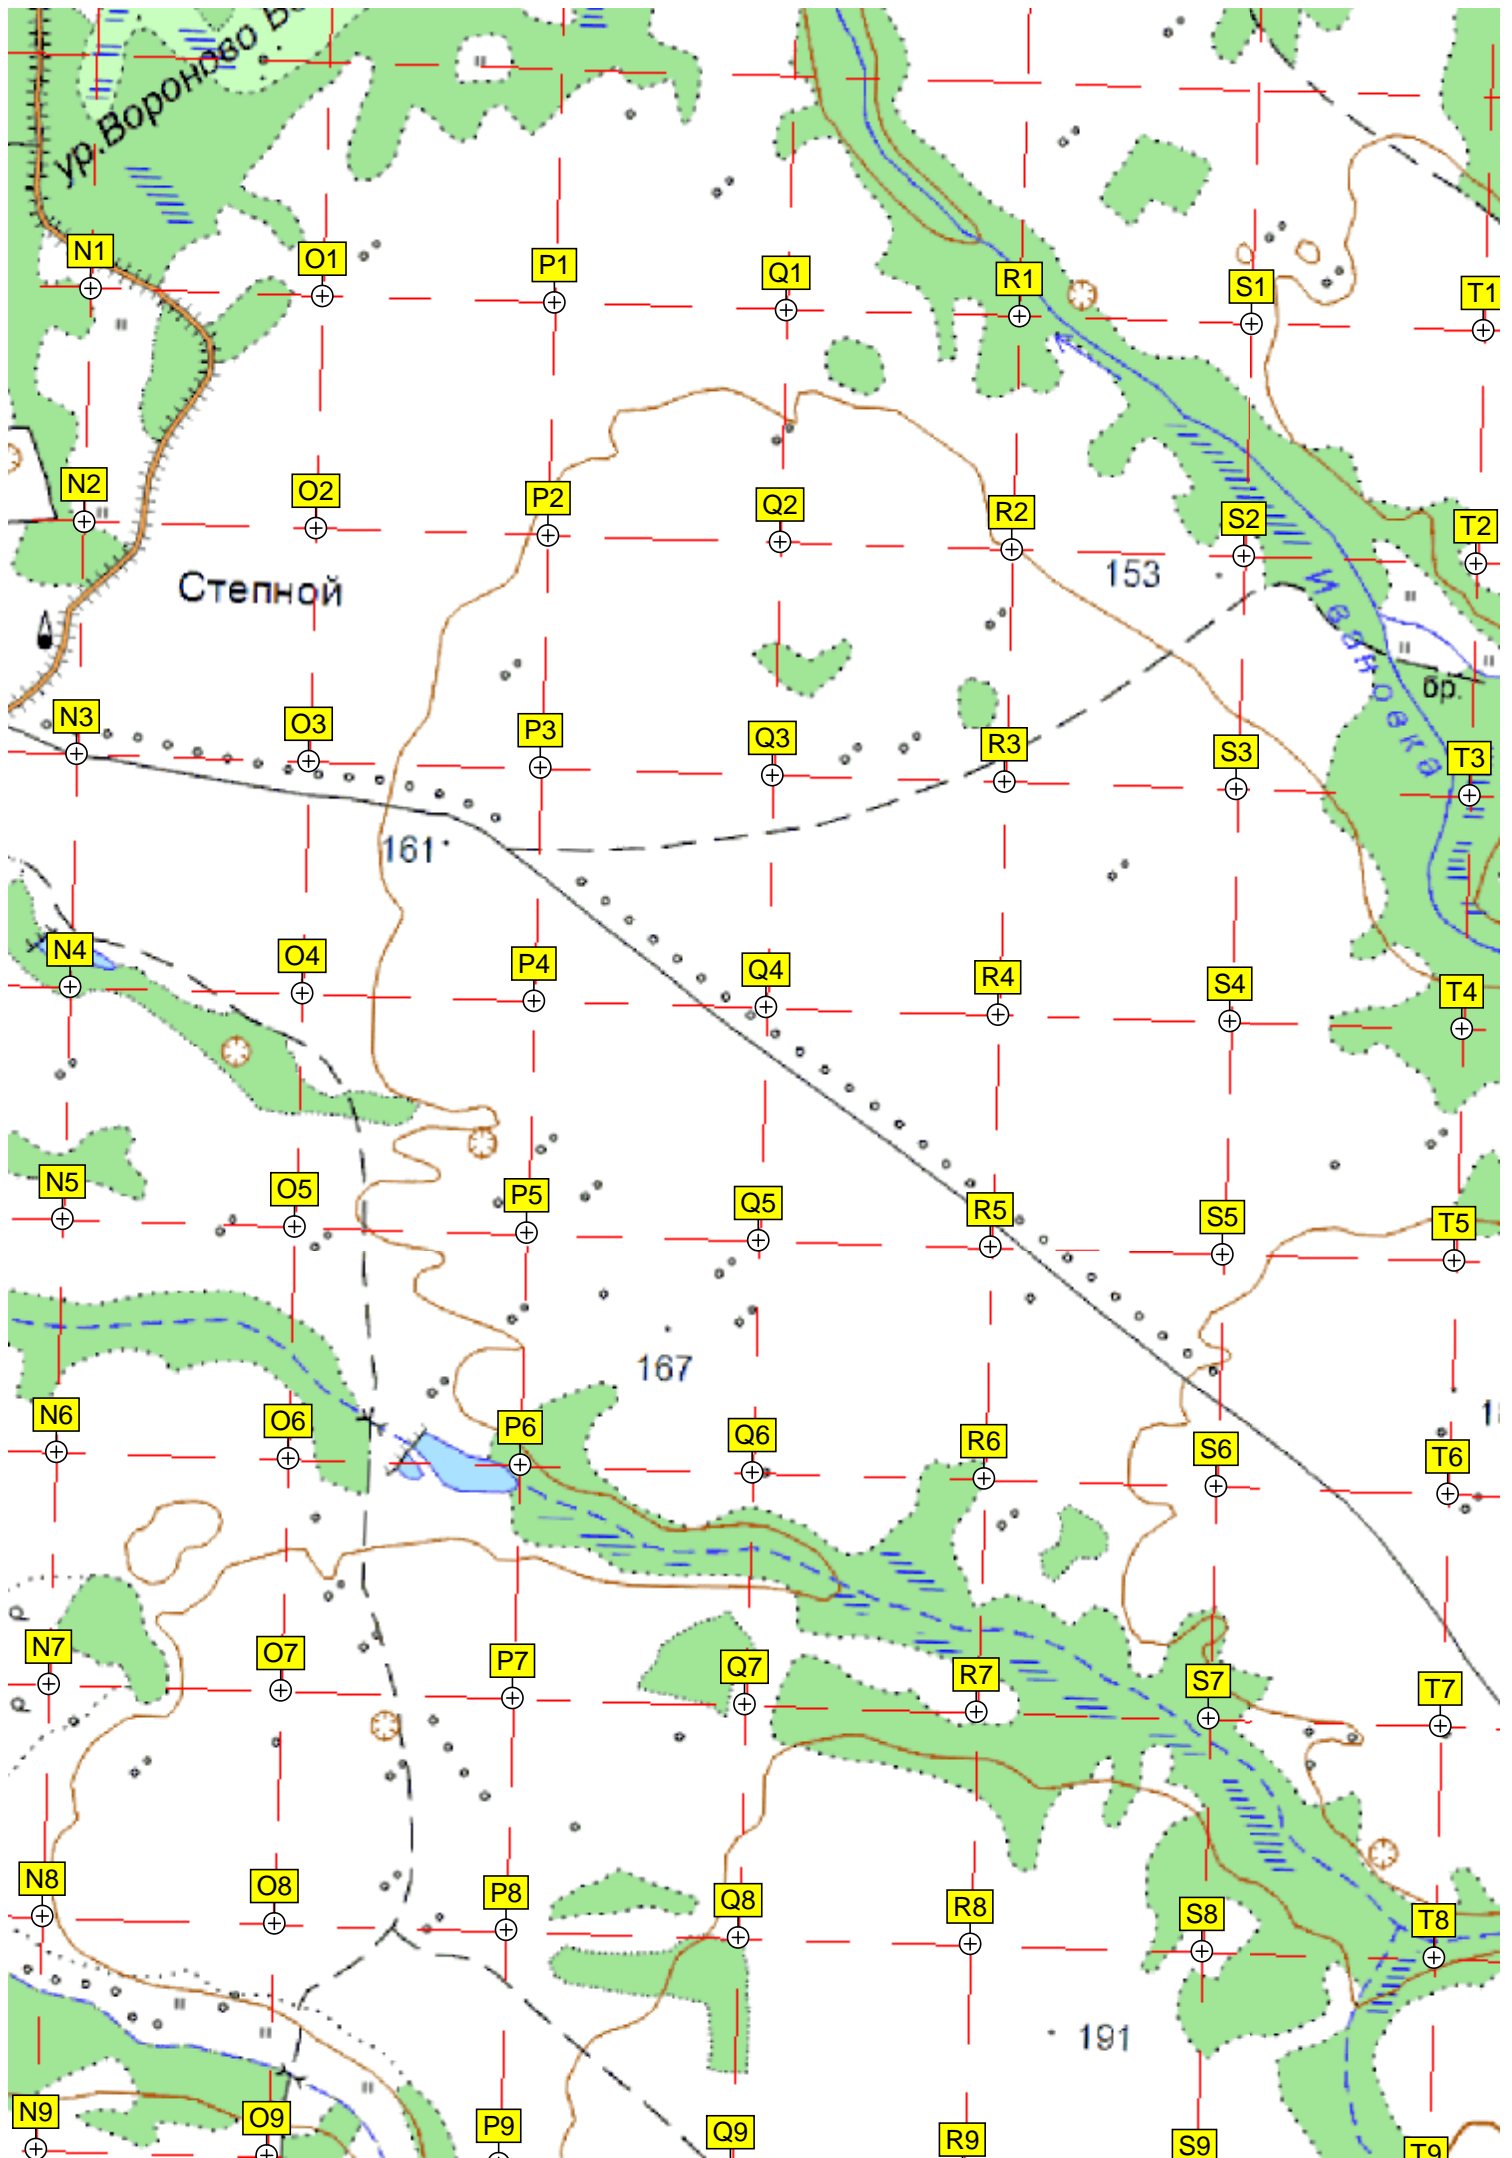 ур.Вороново Бо
N1
O1
P1
Q1
R1
S1
T1
N2
O2
P2
Q2
R2
S2
T2
153
Степной
Ивановка
бр.
N3
O3
P3
Q3
R3
S3
T3
161
N4
O4
P4
Q4
R4
S4
T4
N5
O5
P5
Q5
R5
S5
T5
167
N6
O6
P6
Q6
R6
S6
T6
р
р
N7
O7
P7
Q7
R7
S7
T7
N8
O8
P8
Q8
R8
S8
T8
191
N9
O9
P9
Q9
R9
S9
T9